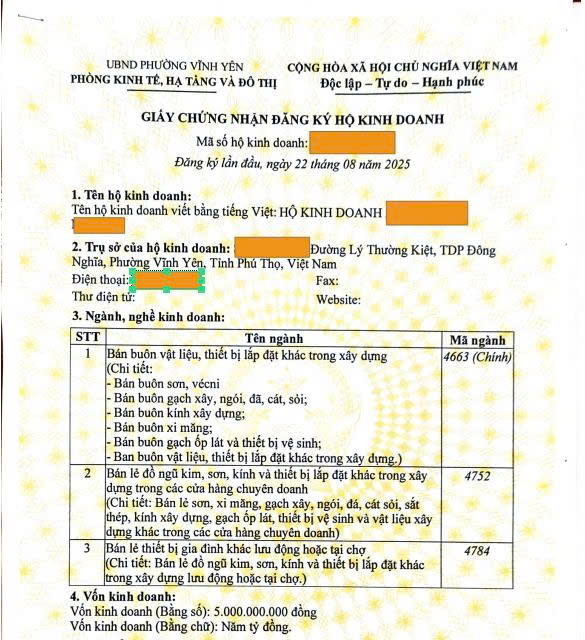 UBND PHƯỜNG VĨNH YÊN
PHÒNG KINH TẾ, HẠ TẦNG VÀ ĐÔ THỊ
CỘNG HÒA XÃ HỘI CHỦ NGHĨA VIỆT NAM
Độc lập – Tự do – Hạnh phúc
GIẤY CHỨNG NHẬN ĐĂNG KÝ HỘ KINH DOANH
Mã số hộ kinh doanh:
Đăng ký lần đầu, ngày 22 tháng 08 năm 2025
1. Tên hộ kinh doanh:
Tên hộ kinh doanh viết bằng tiếng Việt: HỘ KINH DOANH
2. Trụ sở của hộ kinh doanh: Đường Lý Thường Kiệt, TDP Đông
Nghĩa, Phường Vĩnh Yên, Tỉnh Phú Thọ, Việt Nam
Điện thoại: Fax:
Thư điện tử: Website:
3. Ngành, nghề kinh doanh:
STT Tên ngành Mã ngành
1 Bán buôn vật liệu, thiết bị lắp đặt khác trong xây dựng 4663 (Chính)
(Chi tiết:
- Bán buôn sơn, vécni
- Bán buôn gạch xây, ngói, đá, cát, sỏi;
- Bán buôn kính xây dựng;
- Bán buôn xi măng;
- Bán buôn gạch ốp lát và thiết bị vệ sinh;
- Ban buôn vật liệu, thiết bị lắp đặt khác trong xây dựng.)
2 Bán lẻ đồ ngũ kim, sơn, kính và thiết bị lắp đặt khác trong xây 4752
dựng trong các cửa hàng chuyên doanh
(Chi tiết: Bán lẻ sơn, xi măng, gạch xây, ngói, đá, cát, sỏi, sắt
thép, kính xây dựng, gạch ốp lát, thiết bị vệ sinh và vật liệu xây
dựng khác trong các cửa hàng chuyên doanh)
3 Bán lẻ thiết bị gia đình khác lưu động hoặc tại chợ 4784
(Chi tiết: Bán lẻ đồ ngũ kim, sơn, kính và thiết bị lắp đặt khác
trong xây dựng lưu động hoặc tại chợ.)
4. Vốn kinh doanh:
Vốn kinh doanh (Bằng số): 5.000.000.000 đồng
Vốn kinh doanh (Bằng chữ): Năm tỷ đồng.